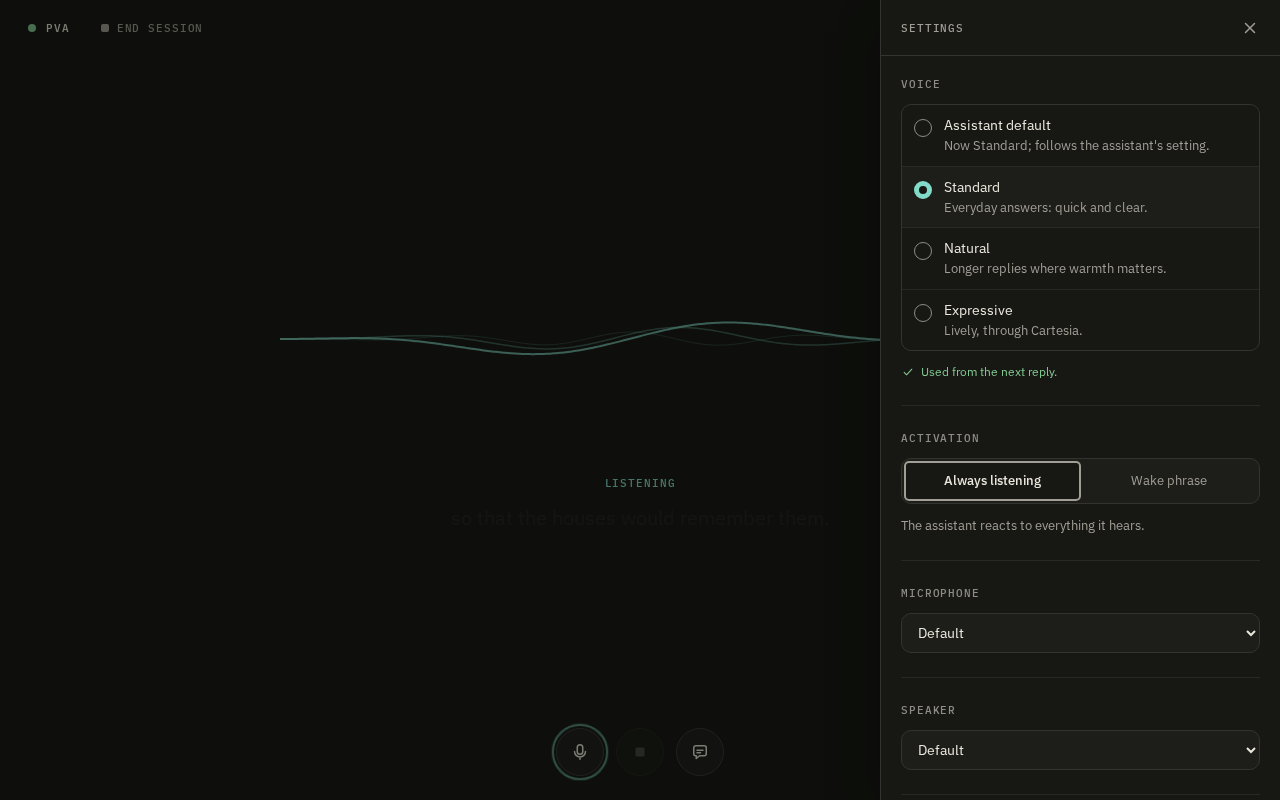 PVA
END SESSION
LISTENING
so that the houses would remember them.
SETTINGS
VOICE
Assistant default
Now Standard; follows the assistant's setting.
Standard
Everyday answers: quick and clear.
Natural
Longer replies where warmth matters.
Expressive
Lively, through Cartesia.
Used from the next reply.
ACTIVATION
Always listening
Wake phrase
The assistant reacts to everything it hears.
MICROPHONE
Default
SPEAKER
Default